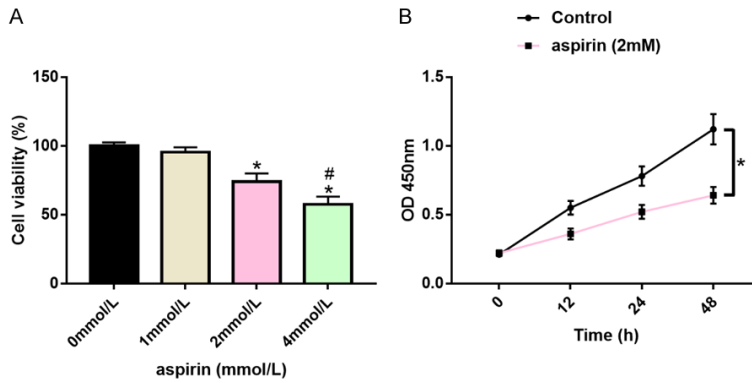 A
Cell viability (%)
150
100
50
0
*
#
*
0mmol/L
1mmol/L
2mmol/L
4mmol/L
aspirin (mmol/L)
B
Control
aspirin (2mM)
OD 450nm
1.5
1.0
0.5
0.0
*
0
12
24
48
Time (h)